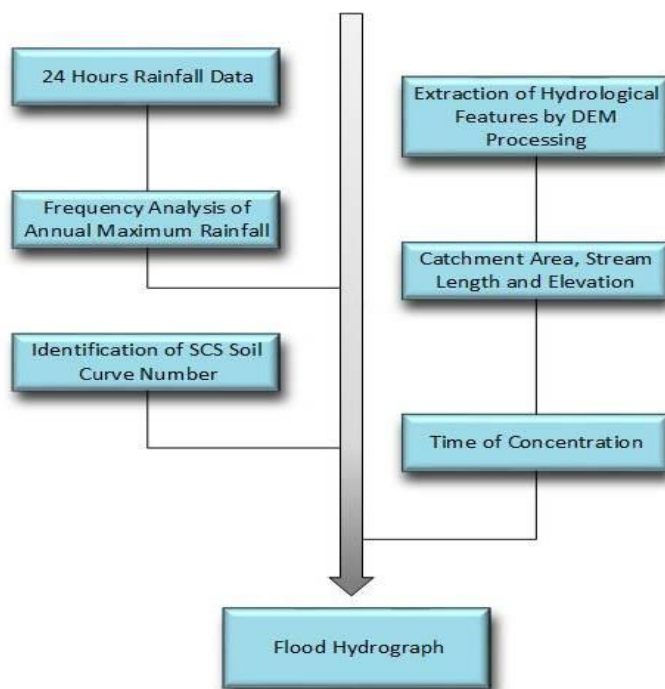 24 Hours Rainfall Data
Extraction of Hydrological
Features by DEM
Processing
Frequency Analysis of
Annual Maximum Rainfall
Catchment Area, Stream
Length and Elevation
Identification of SCS Soil
Curve Number
Time of Concentration
Flood Hydrograph